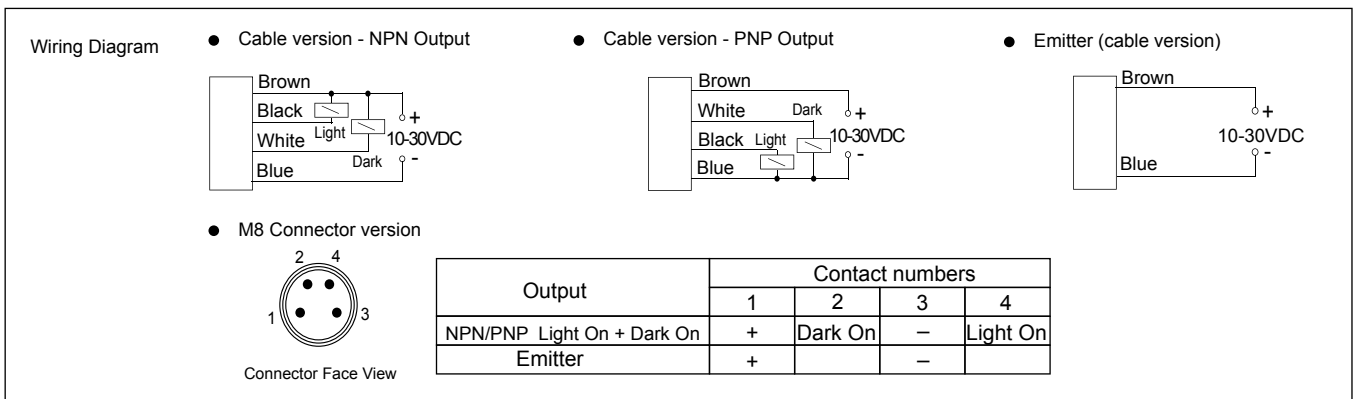 Wiring Diagram
● Cable version - NPN Output
Brown
Black
Light
White
Dark
Blue
+
10-30VDC
-
● Cable version - PNP Output
Brown
White
Dark
Black
Light
Blue
+
10-30VDC
-
● Emitter (cable version)
Brown
+
10-30VDC
-
Blue
● M8 Connector version
2 4
1 3
Connector Face View
Output Contact numbers
1 2 3 4
NPN/PNP Light On + Dark On + Dark On – Light On
Emitter + –